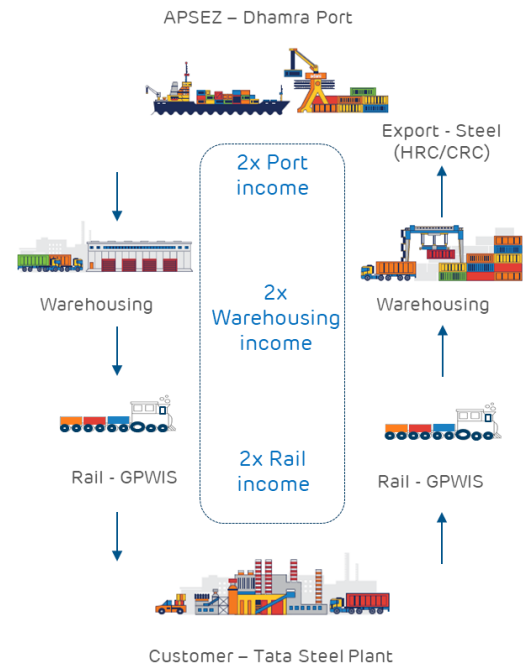 APSEZ – Dhamra Port
Export - Steel
(HRC/CRC)
2x Port
income
Warehousing
2x
Warehousing
income
Warehousing
Rail - GPWIS
2x Rail
income
Rail - GPWIS
Customer – Tata Steel Plant